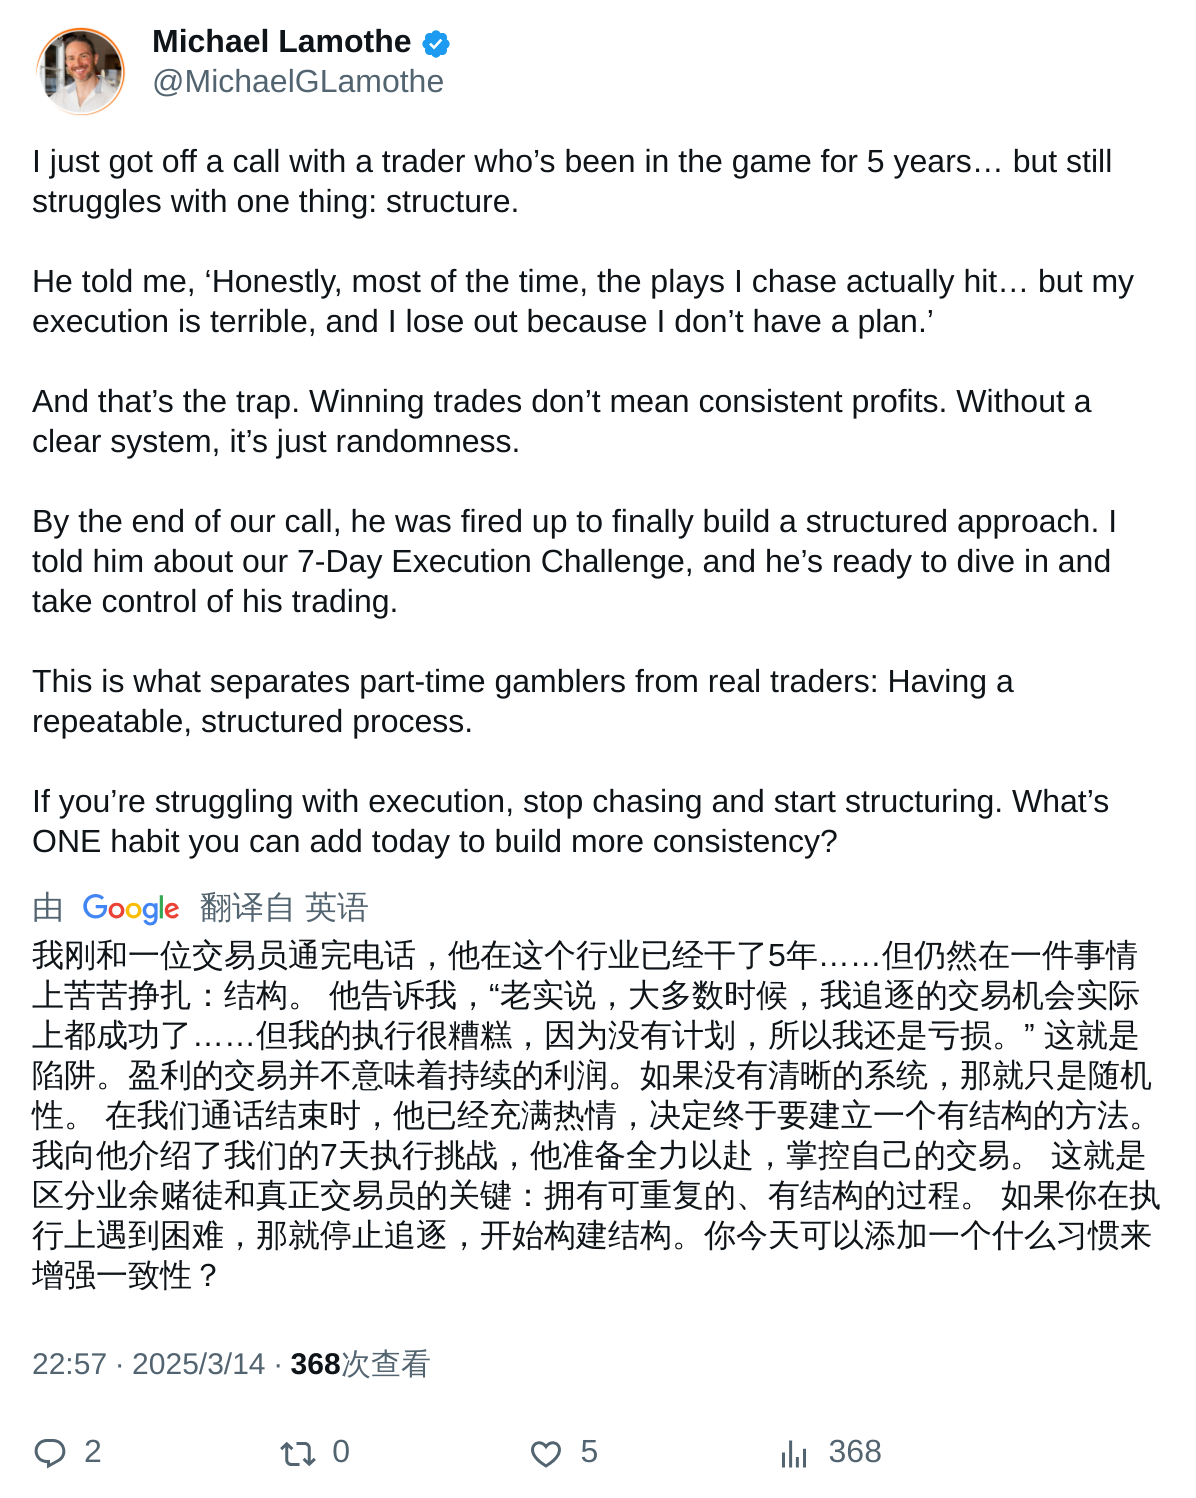 Michael Lamothe
@MichaelGLamothe
I just got off a call with a trader who’s been in the game for 5 years… but still
struggles with one thing: structure.
He told me, ‘Honestly, most of the time, the plays I chase actually hit… but my
execution is terrible, and I lose out because I don’t have a plan.’
And that’s the trap. Winning trades don’t mean consistent profits. Without a
clear system, it’s just randomness.
By the end of our call, he was fired up to finally build a structured approach. I
told him about our 7-Day Execution Challenge, and he’s ready to dive in and
take control of his trading.
This is what separates part-time gamblers from real traders: Having a
repeatable, structured process.
If you’re struggling with execution, stop chasing and start structuring. What’s
ONE habit you can add today to build more consistency?
由 Google 翻译自 英语
我刚和一位交易员通完电话，他在这个行业已经干了5年……但仍然在一件事情
上苦苦挣扎：结构。 他告诉我，“老实说，大多数时候，我追逐的交易机会实际
上都成功了……但我的执行很糟糕，因为没有计划，所以我还是亏损。” 这就是
陷阱。盈利的交易并不意味着持续的利润。如果没有清晰的系统，那就只是随机
性。 在我们通话结束时，他已经充满热情，决定终于要建立一个有结构的方法。
我向他介绍了我们的7天执行挑战，他准备全力以赴，掌控自己的交易。 这就是
区分业余赌徒和真正交易员的关键：拥有可重复的、有结构的过程。 如果你在执
行上遇到困难，那就停止追逐，开始构建结构。你今天可以添加一个什么习惯来
增强一致性？
22:57 · 2025/3/14 · 368次查看
2 0 5 368